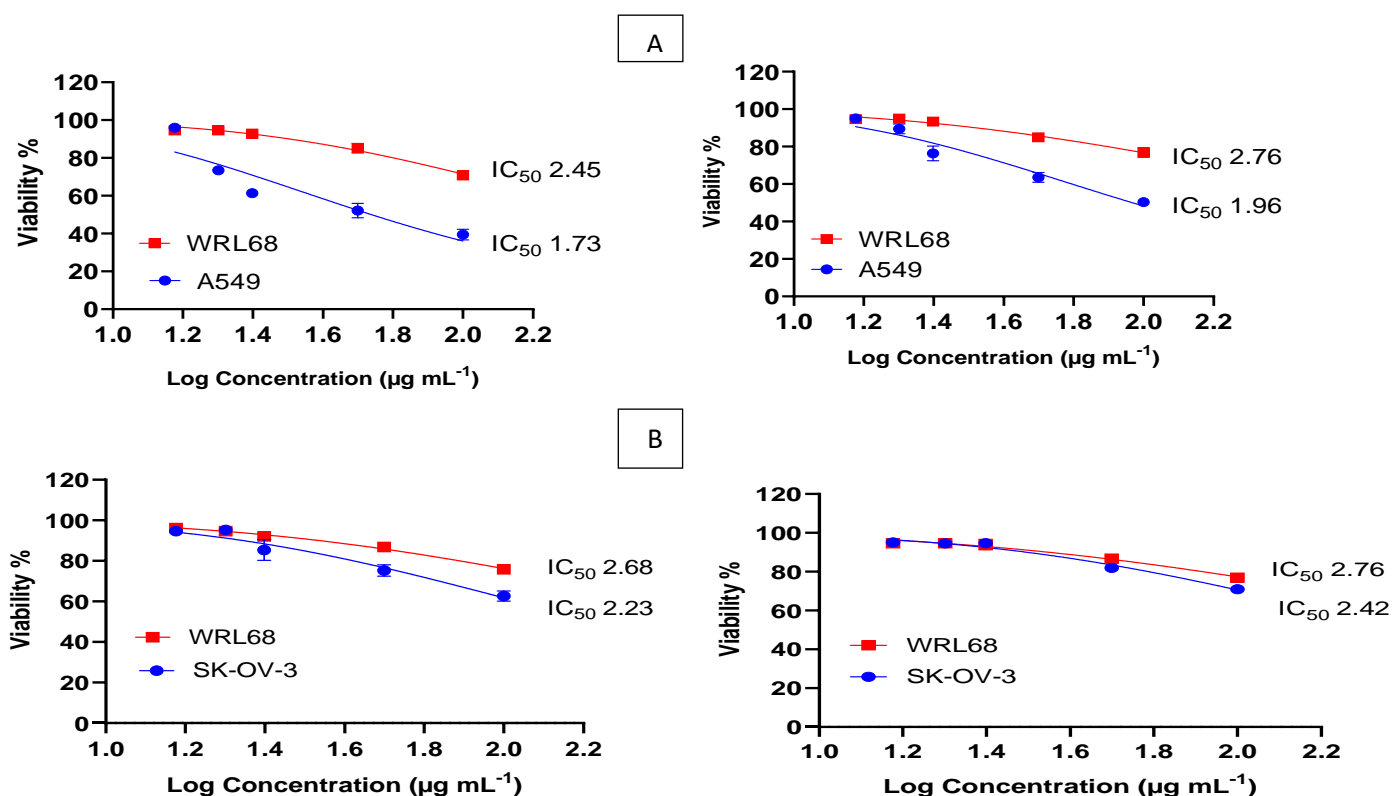 A
120
100
80
60
40
20
0
Viability %
WRL68
A549
IC50 2.45
IC50 1.73
1.0 1.2 1.4 1.6 1.8 2.0 2.2
Log Concentration (µg mL-1)
120
100
80
60
40
20
0
Viability %
WRL68
A549
IC50 2.76
IC50 1.96
1.0 1.2 1.4 1.6 1.8 2.0 2.2
Log Concentration (µg mL-1)
B
120
100
80
60
40
20
0
Viability %
WRL68
SK-OV-3
IC50 2.68
IC50 2.23
1.0 1.2 1.4 1.6 1.8 2.0 2.2
Log Concentration (µg mL-1)
120
100
80
60
40
20
0
Viability %
WRL68
SK-OV-3
IC50 2.76
IC50 2.42
1.0 1.2 1.4 1.6 1.8 2.0 2.2
Log Concentration (µg mL-1)